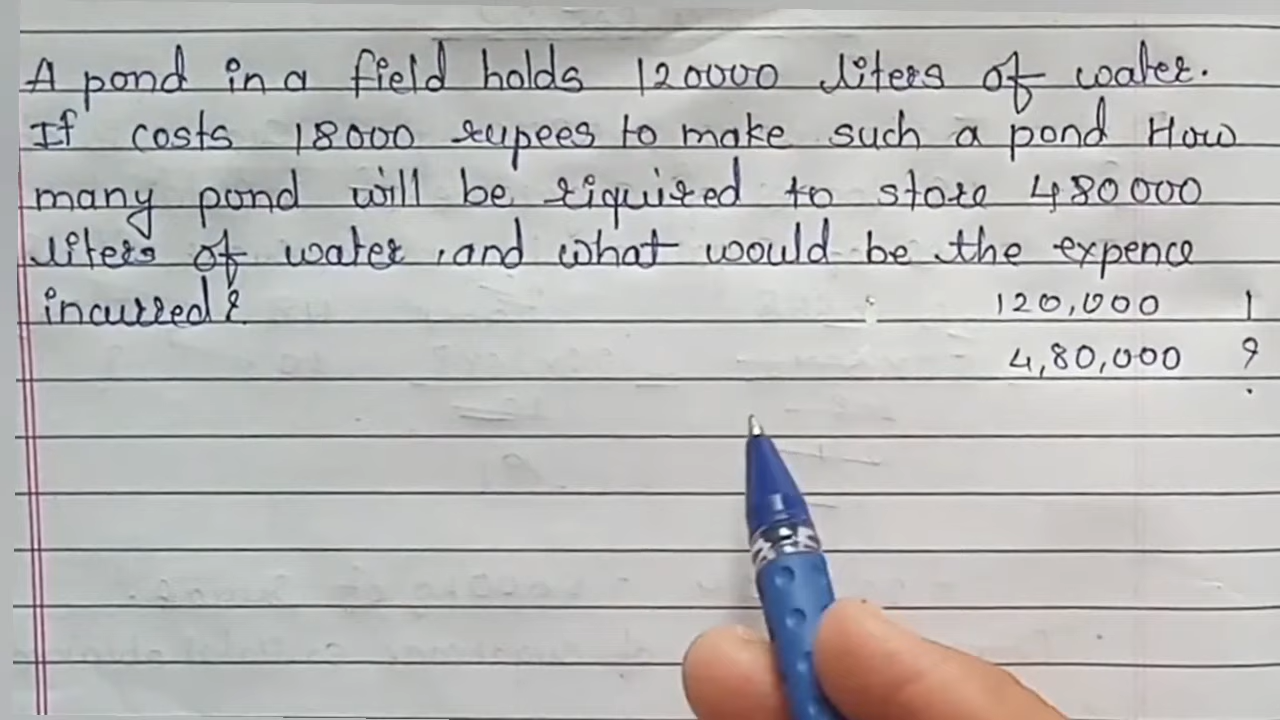 A pond in a field holds 120000 liters of water.
If costs 18000 rupees to make such a pond How
many pond will be riquired to store 480000
liters of water, and what would be the expence
incurred?
120,000 1
4,80,000 ?